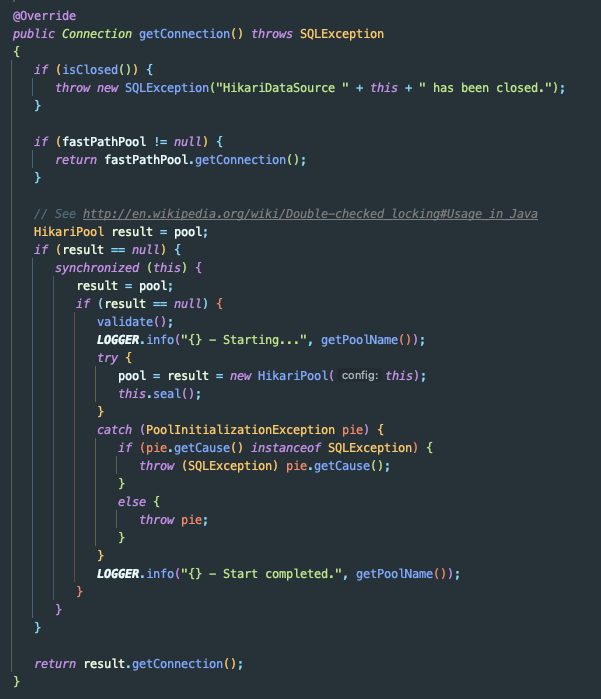 @Override
public Connection getConnection() throws SQLException
{
if (isClosed()) {
throw new SQLException("HikariDataSource " + this + " has been closed.");
}
if (fastPathPool != null) {
return fastPathPool.getConnection();
}
// See http://en.wikipedia.org/wiki/Double-checked_locking#Usage_in_Java
HikariPool result = pool;
if (result == null) {
synchronized (this) {
result = pool;
if (result == null) {
validate();
LOGGER.info("{} - Starting...", getPoolName());
try {
pool = result = new HikariPool( config: this);
this.seal();
}
catch (PoolInitializationException pie) {
if (pie.getCause() instanceof SQLException) {
throw (SQLException) pie.getCause();
}
else {
throw pie;
}
}
LOGGER.info("{} - Start completed.", getPoolName());
}
}
}
return result.getConnection();
}